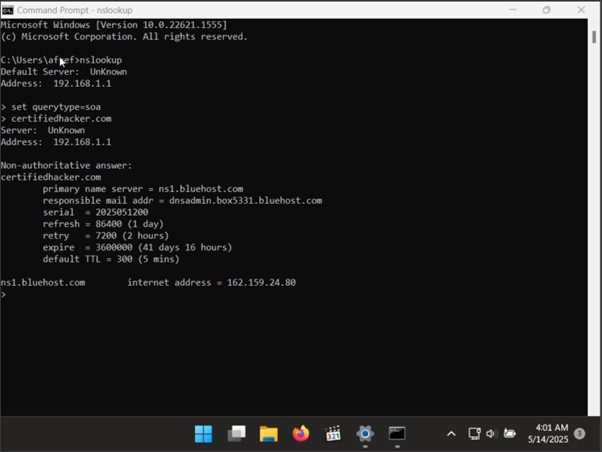 Command Prompt - nslookup
Microsoft Windows [Version 10.0.22621.1555]
(c) Microsoft Corporation. All rights reserved.
C:\Users\afref>nslookup
Default Server:  UnKnown
Address:  192.168.1.1
> set querytype=soa
> certifiedhacker.com
Server:  UnKnown
Address:  192.168.1.1
Non-authoritative answer:
certifiedhacker.com
primary name server = ns1.bluehost.com
responsible mail addr = dnsadmin.box5331.bluehost.com
serial  = 2025051200
refresh = 86400 (1 day)
retry   = 7200 (2 hours)
expire  = 3600000 (41 days 16 hours)
default TTL = 300 (5 mins)
ns1.bluehost.com       internet address = 162.159.24.80
>
4:01 AM
5/14/2025
3